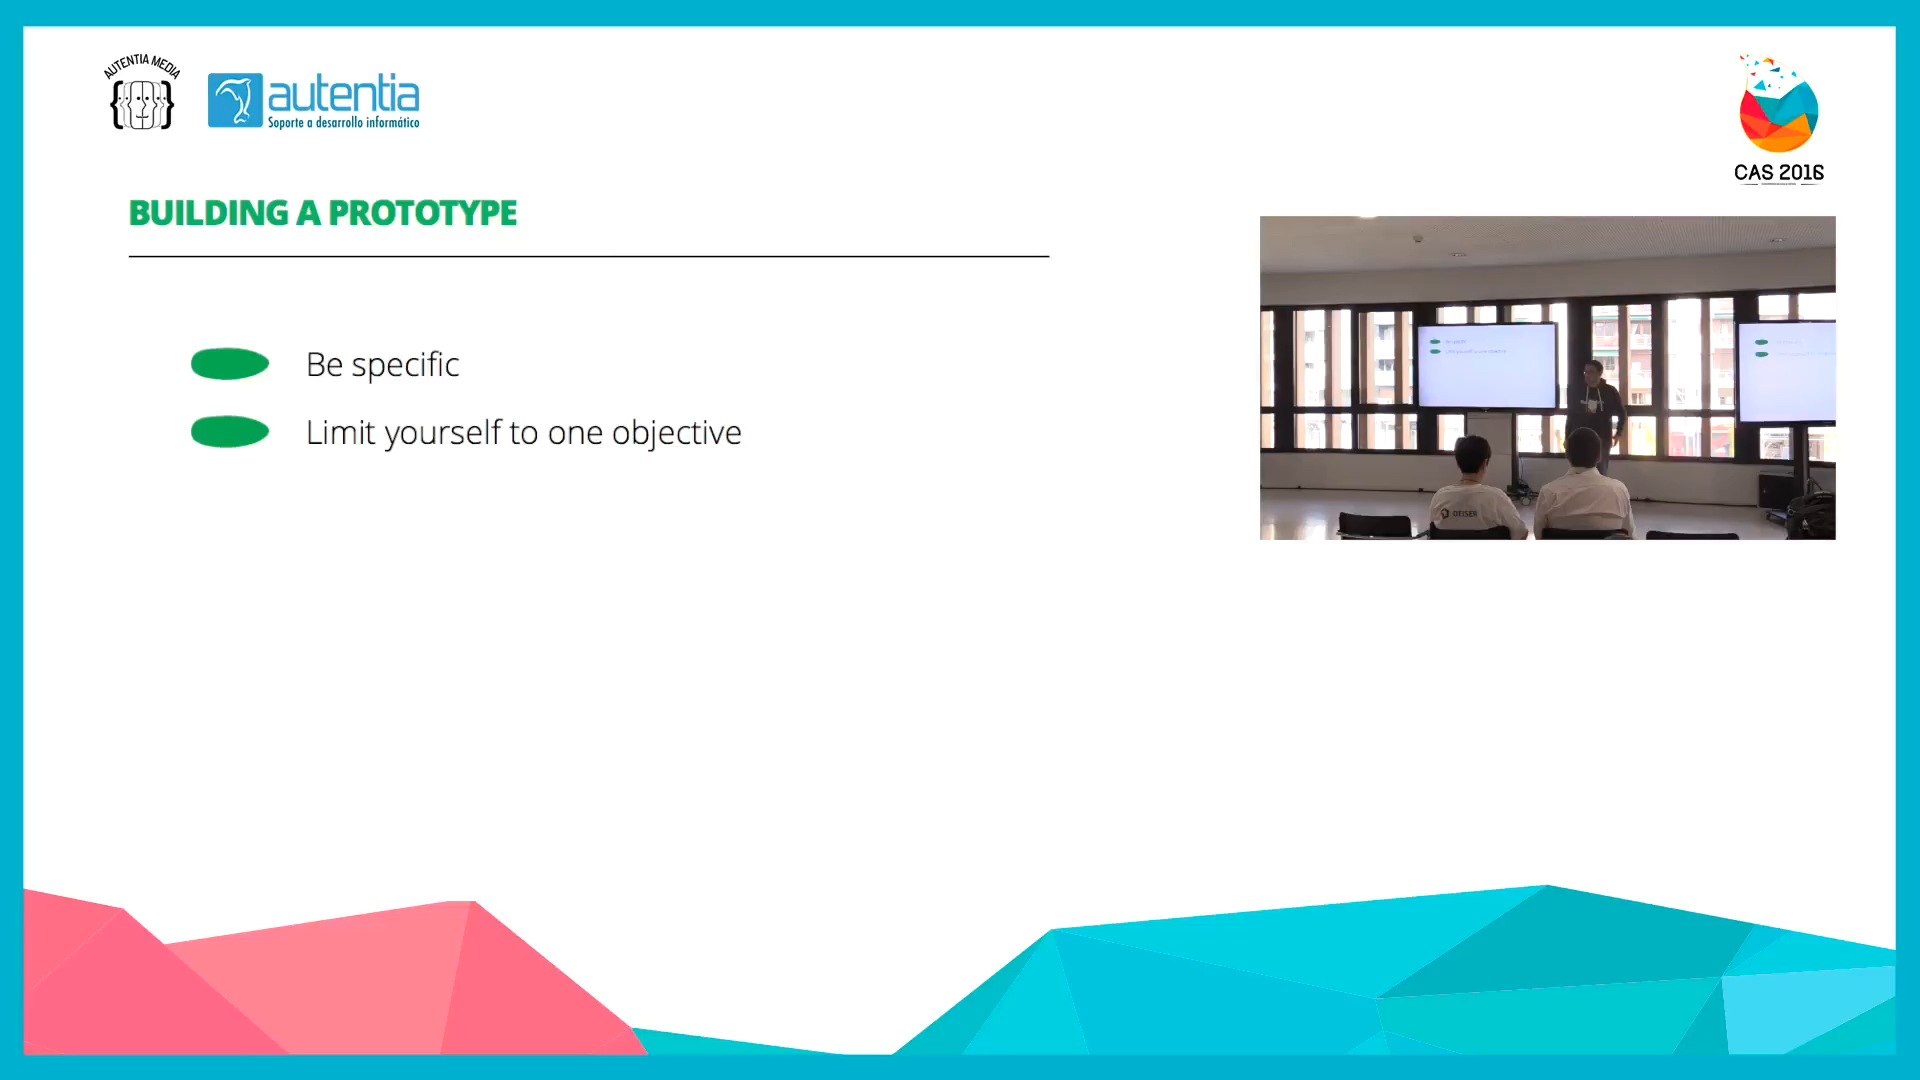 AUTENTIA MEDIA
autentia
Soporte a desarrollo informático
CAS 2016
BUILDING A PROTOTYPE
Be specific
Limit yourself to one objective
DEISER